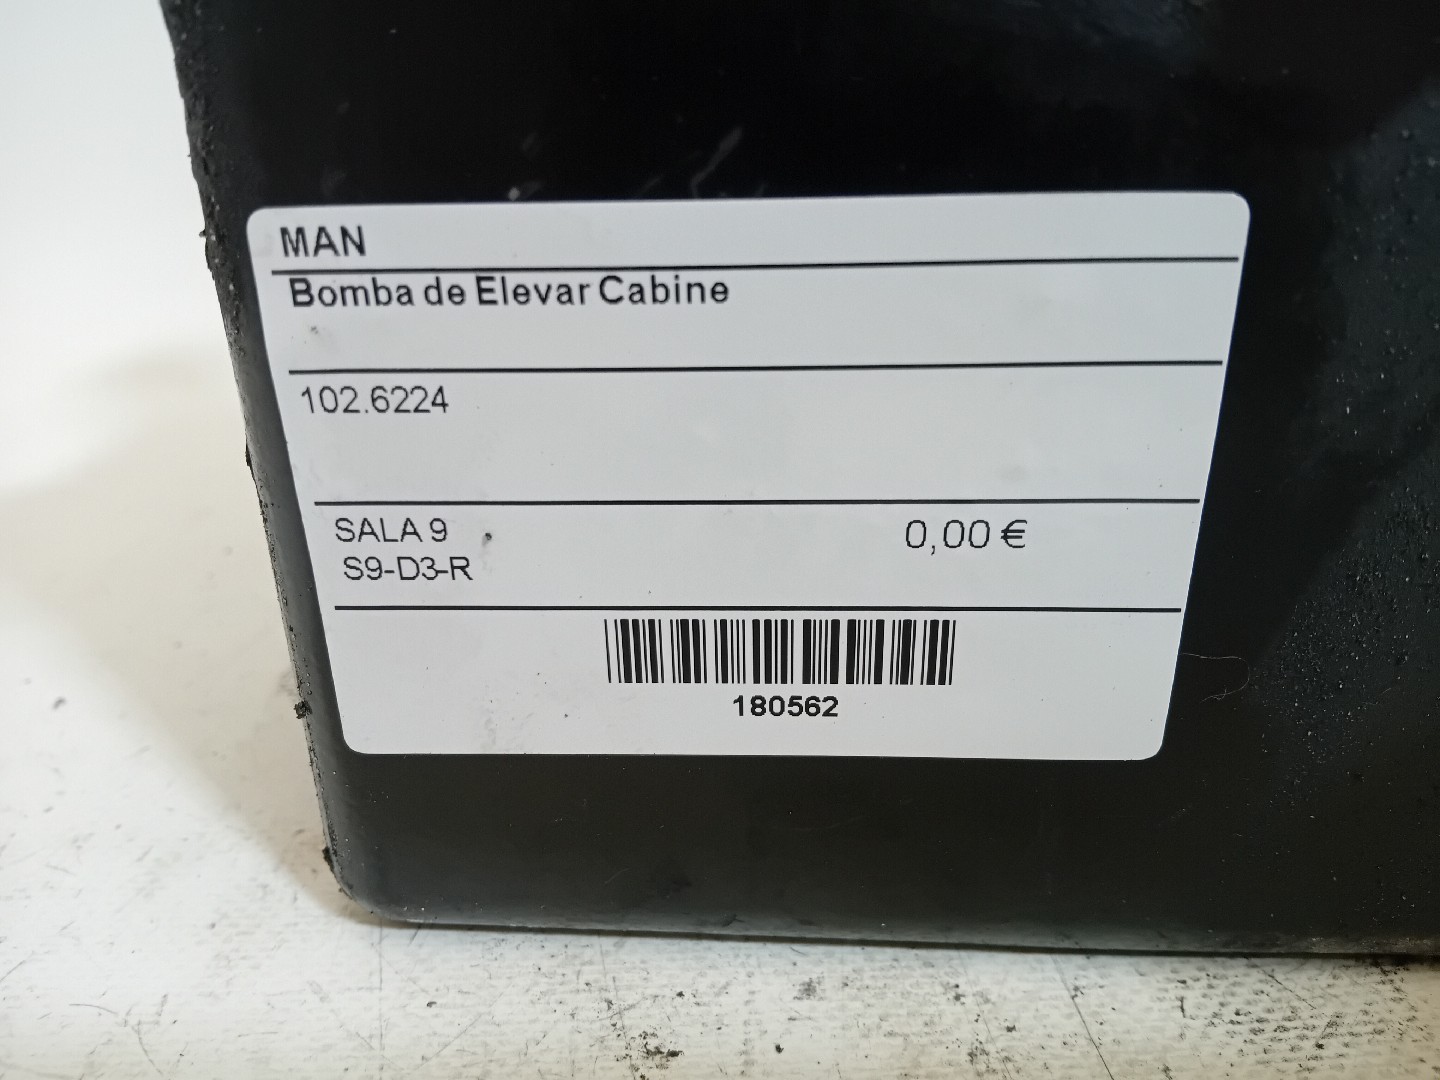 MAN
Bomba de Elevar Cabine
102.6224
SALA 9 0,00 €
S9-D3-R
180562